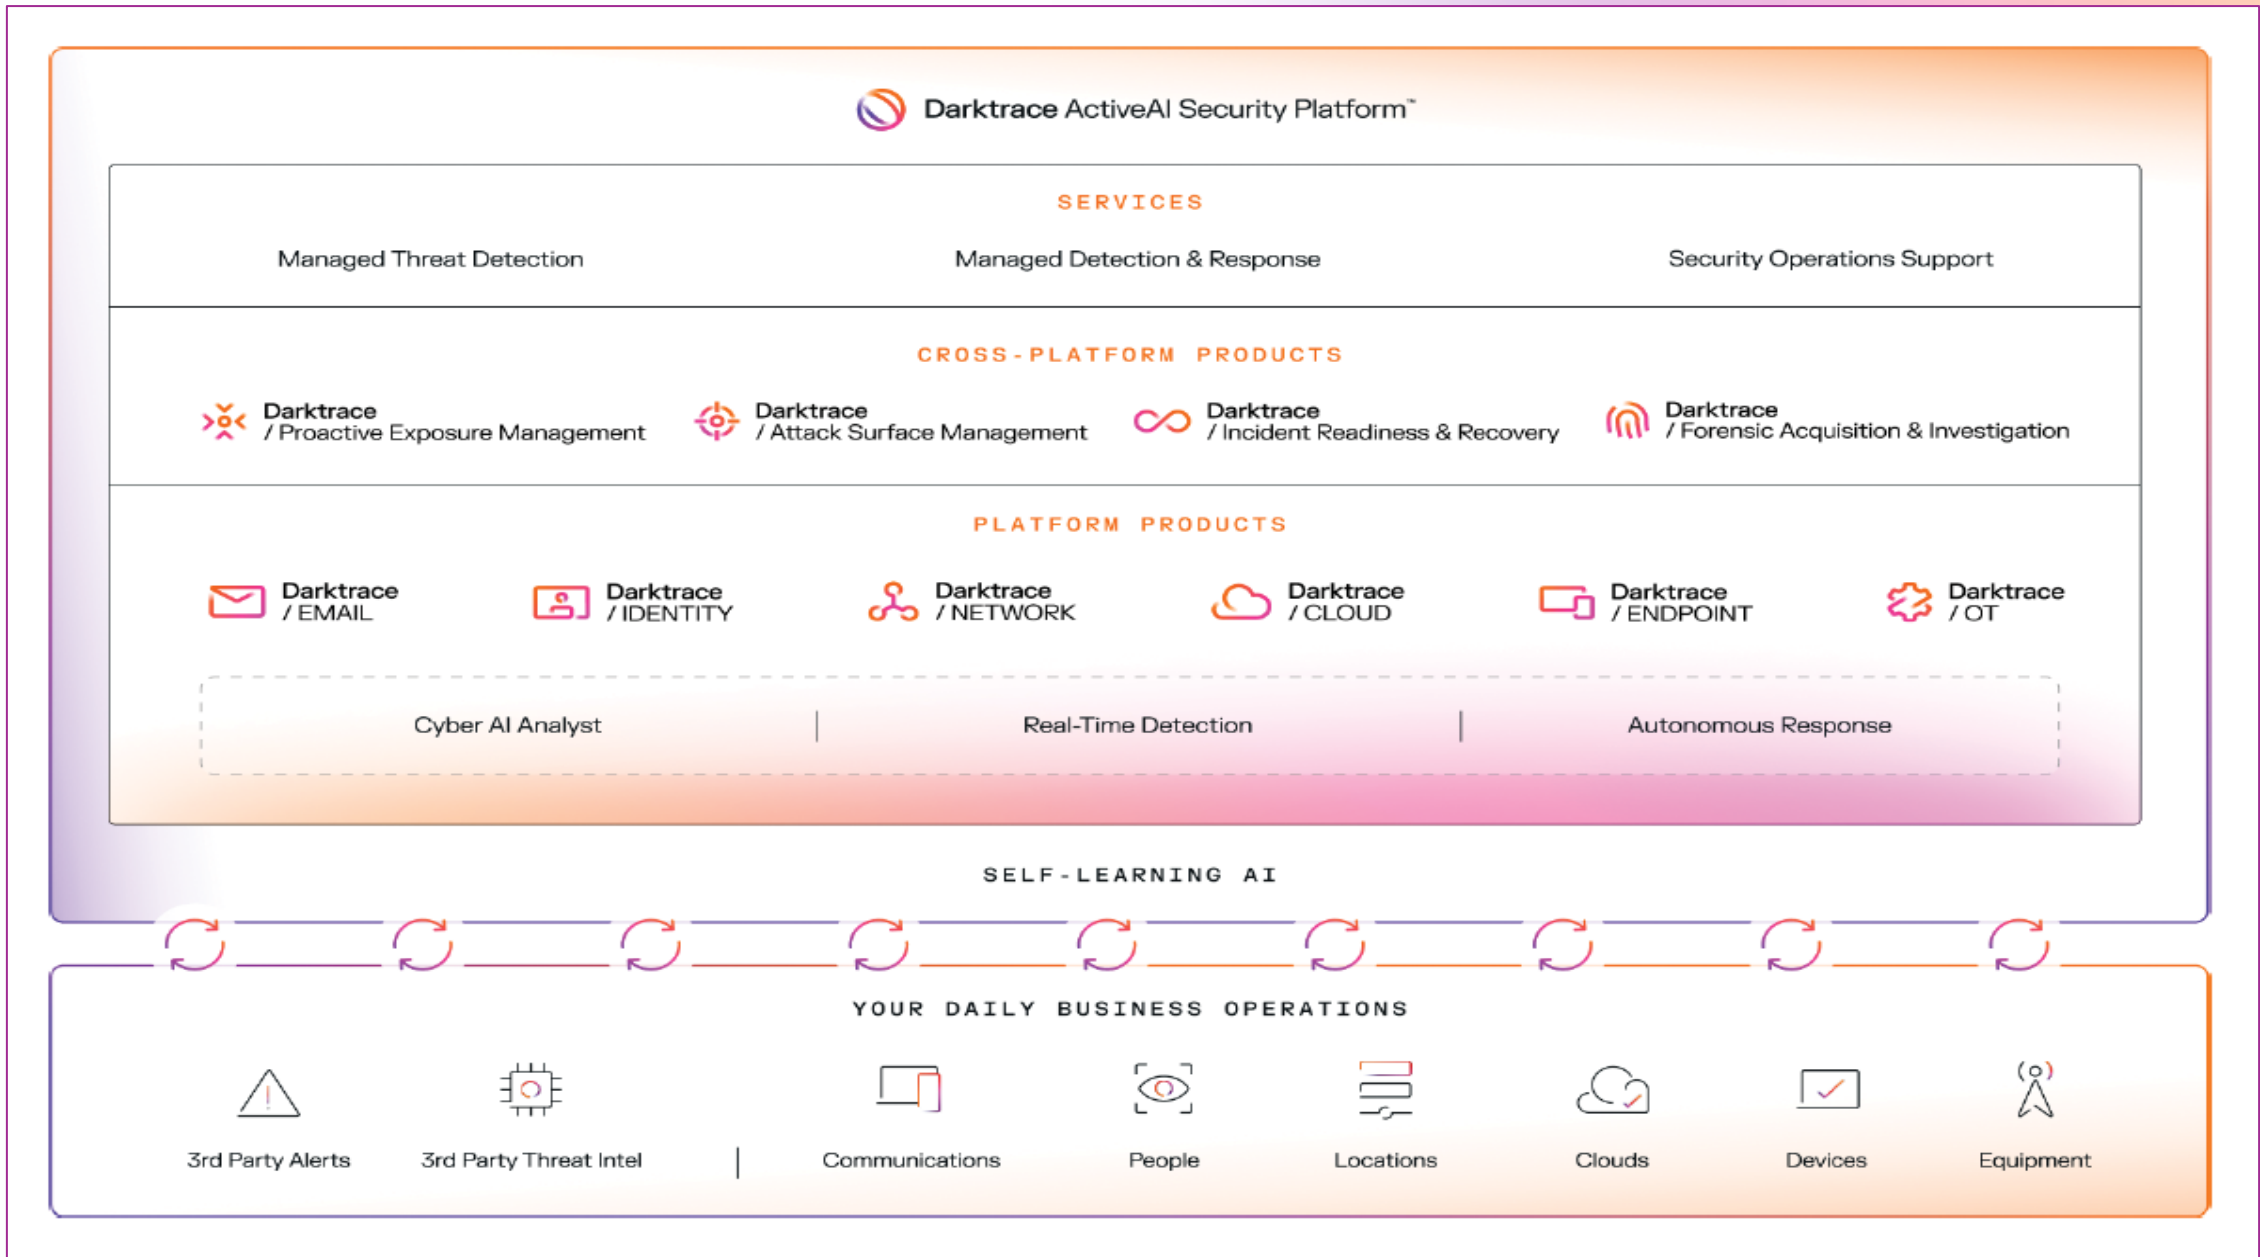 Darktrace ActiveAI Security Platform™
SERVICES
Managed Threat Detection
Managed Detection & Response
Security Operations Support
CROSS-PLATFORM PRODUCTS
Darktrace
/ Proactive Exposure Management
Darktrace
/ Attack Surface Management
Darktrace
/ Incident Readiness & Recovery
Darktrace
/ Forensic Acquisition & Investigation
PLATFORM PRODUCTS
Darktrace
/ EMAIL
Darktrace
/ IDENTITY
Darktrace
/ NETWORK
Darktrace
/ CLOUD
Darktrace
/ ENDPOINT
Darktrace
/ OT
Cyber AI Analyst
Real-Time Detection
Autonomous Response
SELF-LEARNING AI
YOUR DAILY BUSINESS OPERATIONS
3rd Party Alerts
3rd Party Threat Intel
Communications
People
Locations
Clouds
Devices
Equipment